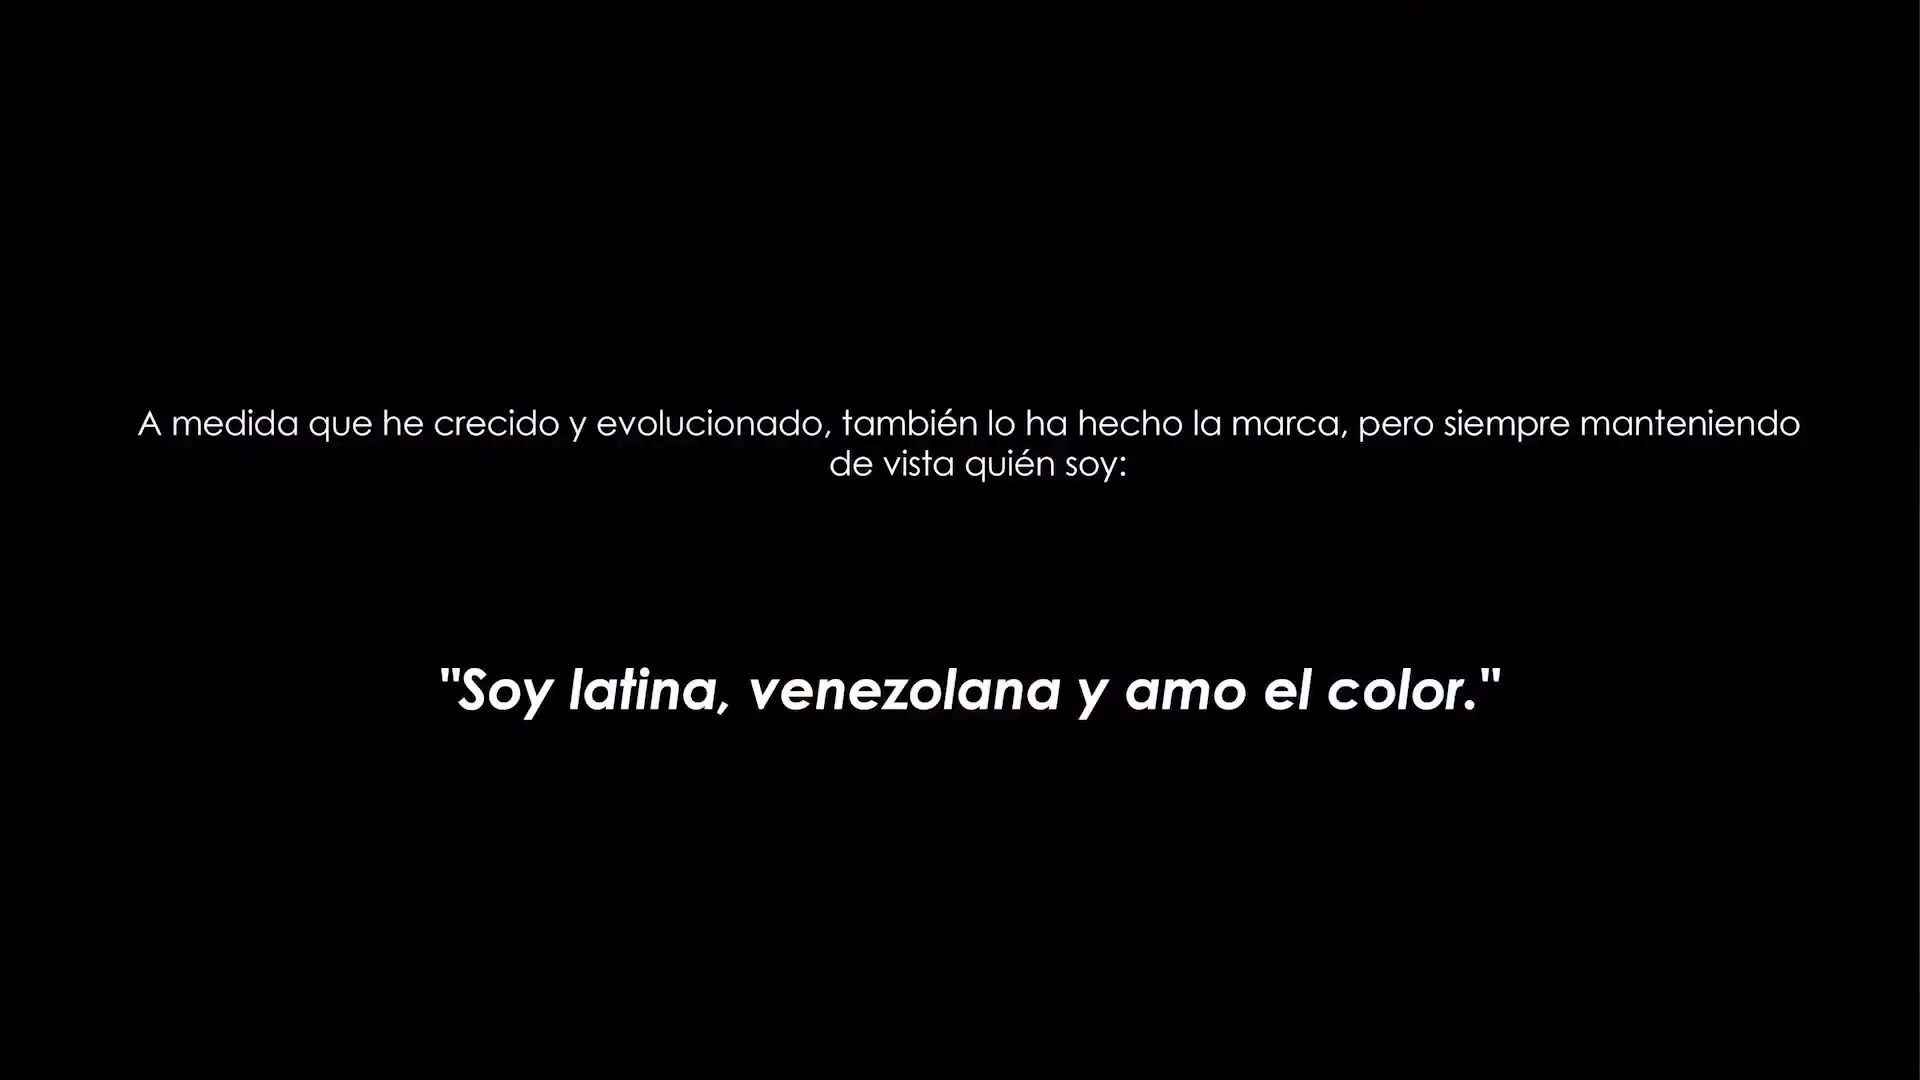 A medida que he crecido y evolucionado, también lo ha hecho la marca, pero siempre manteniendo
de vista quién soy:
"Soy latina, venezolana y amo el color."